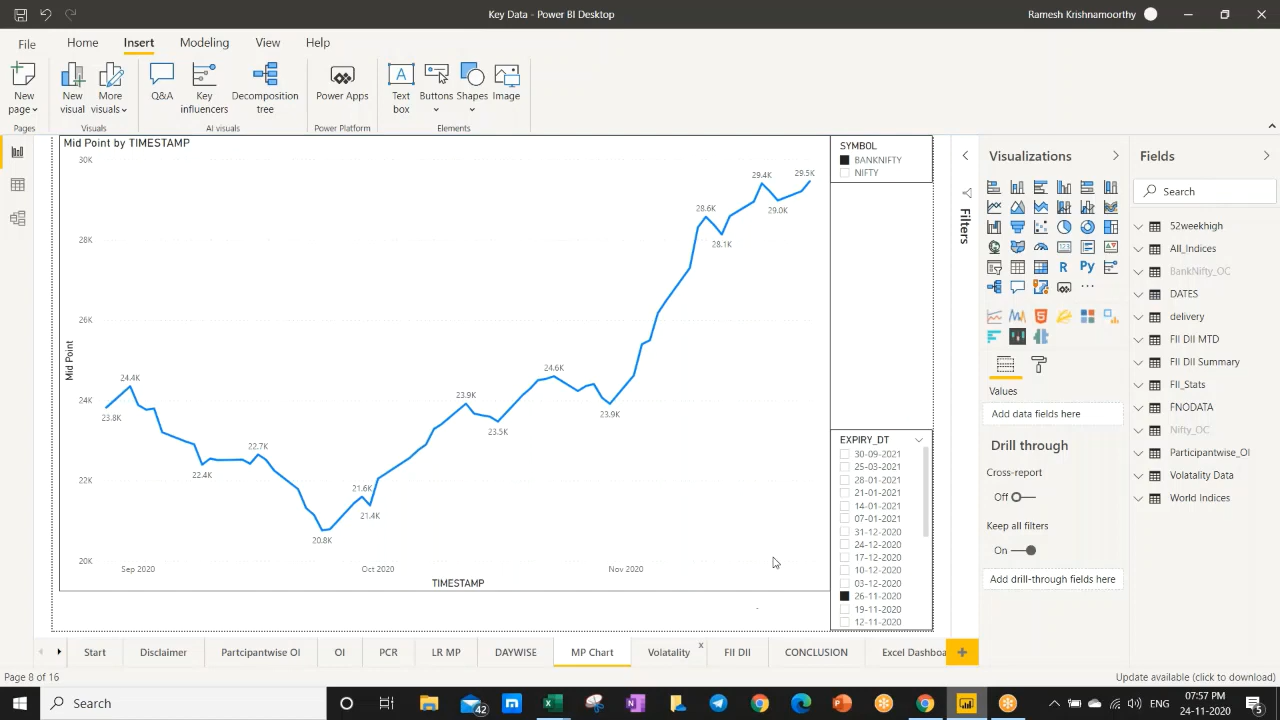 Key Data - Power BI Desktop
Ramesh Krishnamoorthy
File Home Insert Modeling View Help
New page
New visual
More visuals
Q&A
Key influencers
Decomposition tree
Power Apps
Text box
Buttons
Shapes
Image
Pages Visuals AI visuals Power Platform Elements
Mid Point by TIMESTAMP
30K
28K
26K
24K
22K
20K
Mid Point
23.8K
24.4K
22.4K
22.7K
20.8K
21.6K
21.4K
23.9K
23.5K
24.6K
23.9K
28.6K
28.1K
29.4K
29.0K
29.5K
Sep 2020 Oct 2020 Nov 2020
TIMESTAMP
SYMBOL
BANKNIFTY
NIFTY
EXPIRY_DT
30-09-2021
25-03-2021
28-01-2021
21-01-2021
14-01-2021
07-01-2021
31-12-2020
24-12-2020
17-12-2020
10-12-2020
03-12-2020
26-11-2020
19-11-2020
12-11-2020
Filters
Visualizations
R Py
Values
Add data fields here
Drill through
Cross-report
Off
Keep all filters
On
Add drill-through fields here
Fields
Search
52weekhigh
All_Indices
BankNifty_OC
DATES
delivery
FII DII MTD
FII DII Summary
FII_Stats
FNODATA
Nifty_OC
Participantwise_OI
Volatality Data
World Indices
Start Disclaimer Partcipantwise OI OI PCR LR MP DAYWISE MP Chart Volatality x FII DII CONCLUSION Excel Dashboa
Page 8 of 16
Update available (click to download)
Search
42
ENG
07:57 PM
24-11-2020
5